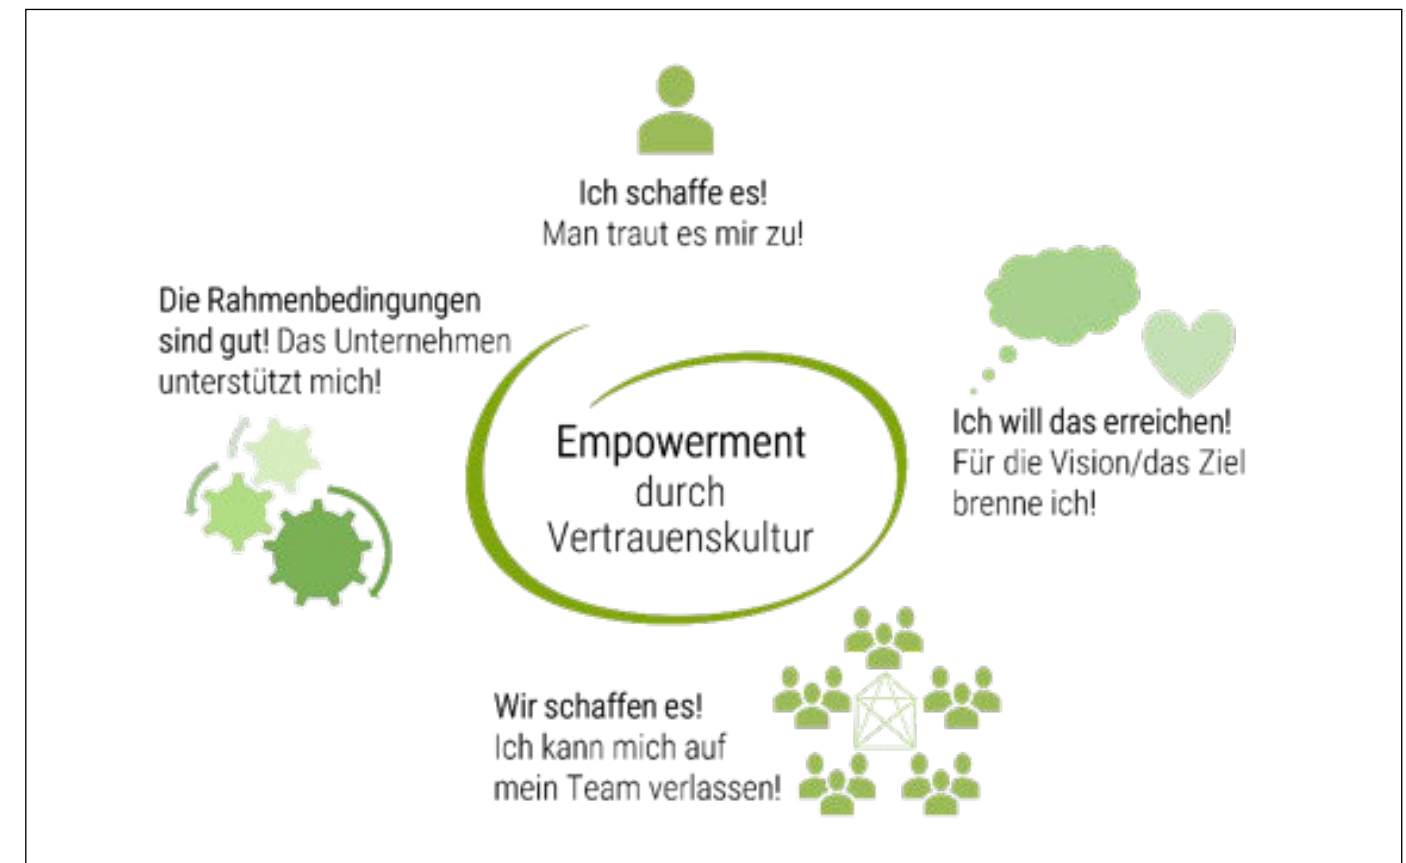 Ich schaffe es!
Man traut es mir zu!
Die Rahmenbedingungen
sind gut! Das Unternehmen
unterstützt mich!
Empowerment
durch
Vertrauenskultur
Ich will das erreichen!
Für die Vision/das Ziel
brenne ich!
Wir schaffen es!
Ich kann mich auf
mein Team verlassen!